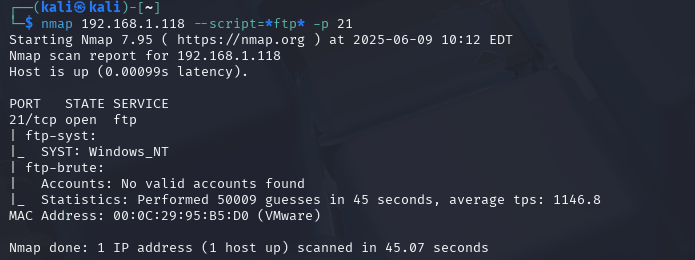 ┌──(kali㉿kali)-[~]
└─$ nmap 192.168.1.118 --script=*ftp* -p 21
Starting Nmap 7.95 ( https://nmap.org ) at 2025-06-09 10:12 EDT
Nmap scan report for 192.168.1.118
Host is up (0.00099s latency).

PORT   STATE SERVICE
21/tcp open  ftp
| ftp-syst:
|_  SYST: Windows_NT
| ftp-brute:
|   Accounts: No valid accounts found
|_  Statistics: Performed 50009 guesses in 45 seconds, average tps: 1146.8
MAC Address: 00:0C:29:95:B5:D0 (VMware)

Nmap done: 1 IP address (1 host up) scanned in 45.07 seconds